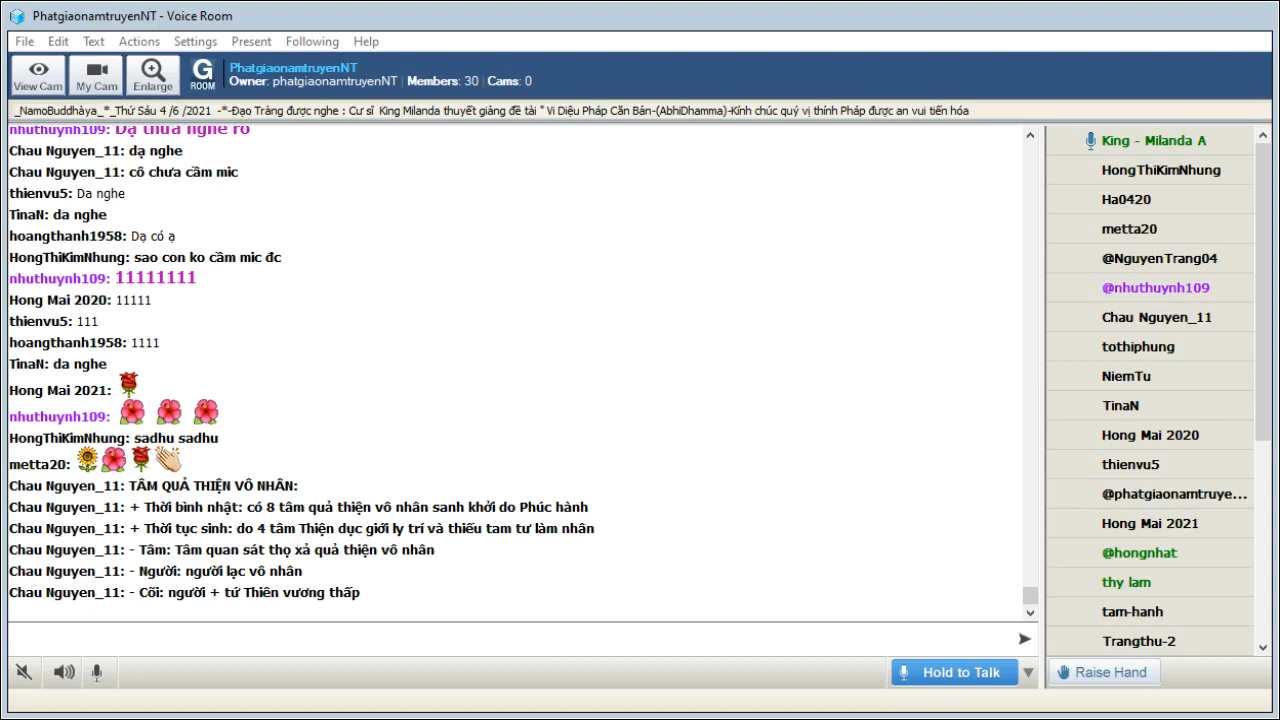 PhatgiaonamtruyenNT - Voice Room
File Edit Text Actions Settings Present Following Help
View Cam My Cam Enlarge G ROOM
PhatgiaonamtruyenNT
Owner: phatgiaonamtruyenNT | Members: 30 | Cams: 0
_NamoBuddhàya_*_Thứ Sáu 4 /6 /2021 -*-Đạo Tràng được nghe : Cư sĩ King Milanda thuyết giảng đề tài " Vi Diệu Pháp Căn Bản-(AbhiDhamma)-Kính chúc quý vị thính Pháp được an vui tiến hóa
nhuthuynh109: Dạ thưa nghe rõ
Chau Nguyen_11: dạ nghe
Chau Nguyen_11: cô chưa cầm mic
thienvu5: Da nghe
TinaN: da nghe
hoangthanh1958: Dạ có ạ
HongThiKimNhung: sao con ko cầm mic đc
nhuthuynh109: 11111111
Hong Mai 2020: 11111
thienvu5: 111
hoangthanh1958: 1111
TinaN: da nghe
Hong Mai 2021:
nhuthuynh109:
HongThiKimNhung: sadhu sadhu
metta20:
Chau Nguyen_11: TÂM QUẢ THIỆN VÔ NHÂN:
Chau Nguyen_11: + Thời bình nhật: có 8 tâm quả thiện vô nhân sanh khởi do Phúc hành
Chau Nguyen_11: + Thời tục sinh: do 4 tâm Thiện dục giới ly trí và thiếu tam tư làm nhân
Chau Nguyen_11: - Tâm: Tâm quan sát thọ xả quả thiện vô nhân
Chau Nguyen_11: - Người: người lạc vô nhân
Chau Nguyen_11: - Cõi: người + tứ Thiên vương thấp
Hold to Talk
King - Milanda A
HongThiKimNhung
Ha0420
metta20
@NguyenTrang04
@nhuthuynh109
Chau Nguyen_11
tothiphung
NiemTu
TinaN
Hong Mai 2020
thienvu5
@phatgiaonamtruye...
Hong Mai 2021
@hongnhat
thy lam
tam-hanh
Trangthu-2
Raise Hand